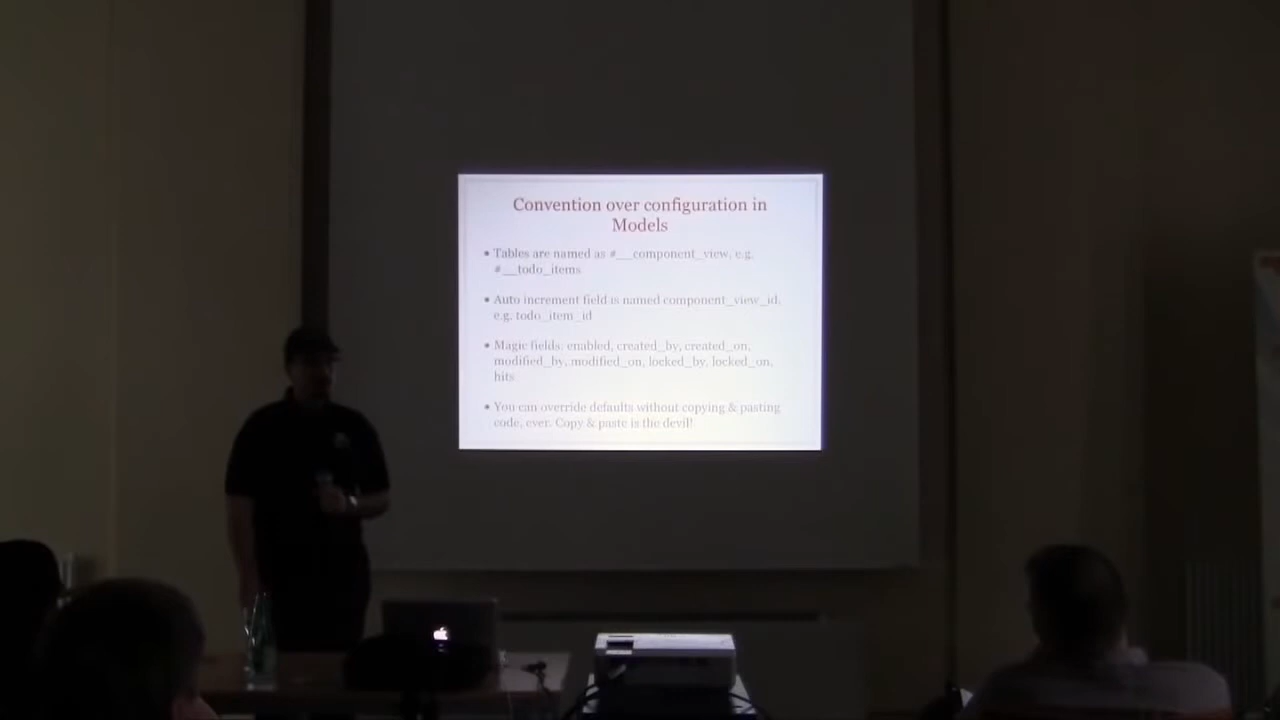 Convention over configuration in
Models
• Tables are named as #__component_view, e.g.
#__todo_items
• Auto increment field is named component_view_id,
e.g. todo_item_id
• Magic fields: enabled, created_by, created_on,
modified_by, modified_on, locked_by, locked_on,
hits
• You can override defaults without copying & pasting
code, ever. Copy & paste is the devil!